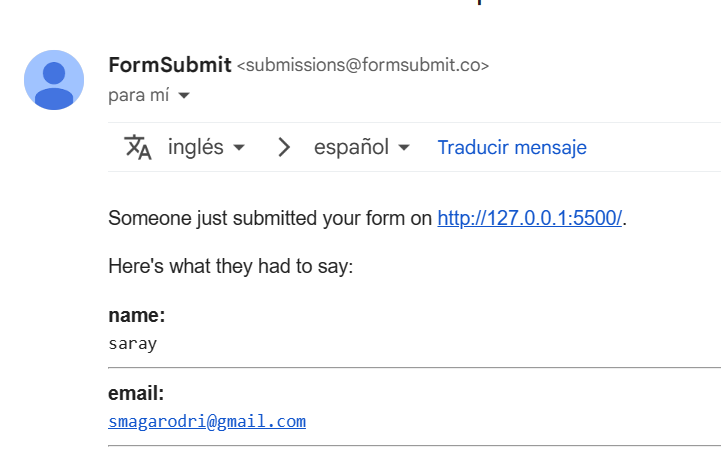 FormSubmit <submissions@formsubmit.co>
para mí
inglés > español Traducir mensaje
Someone just submitted your form on http://127.0.0.1:5500/.
Here's what they had to say:
name:
saray
email:
smagarodri@gmail.com